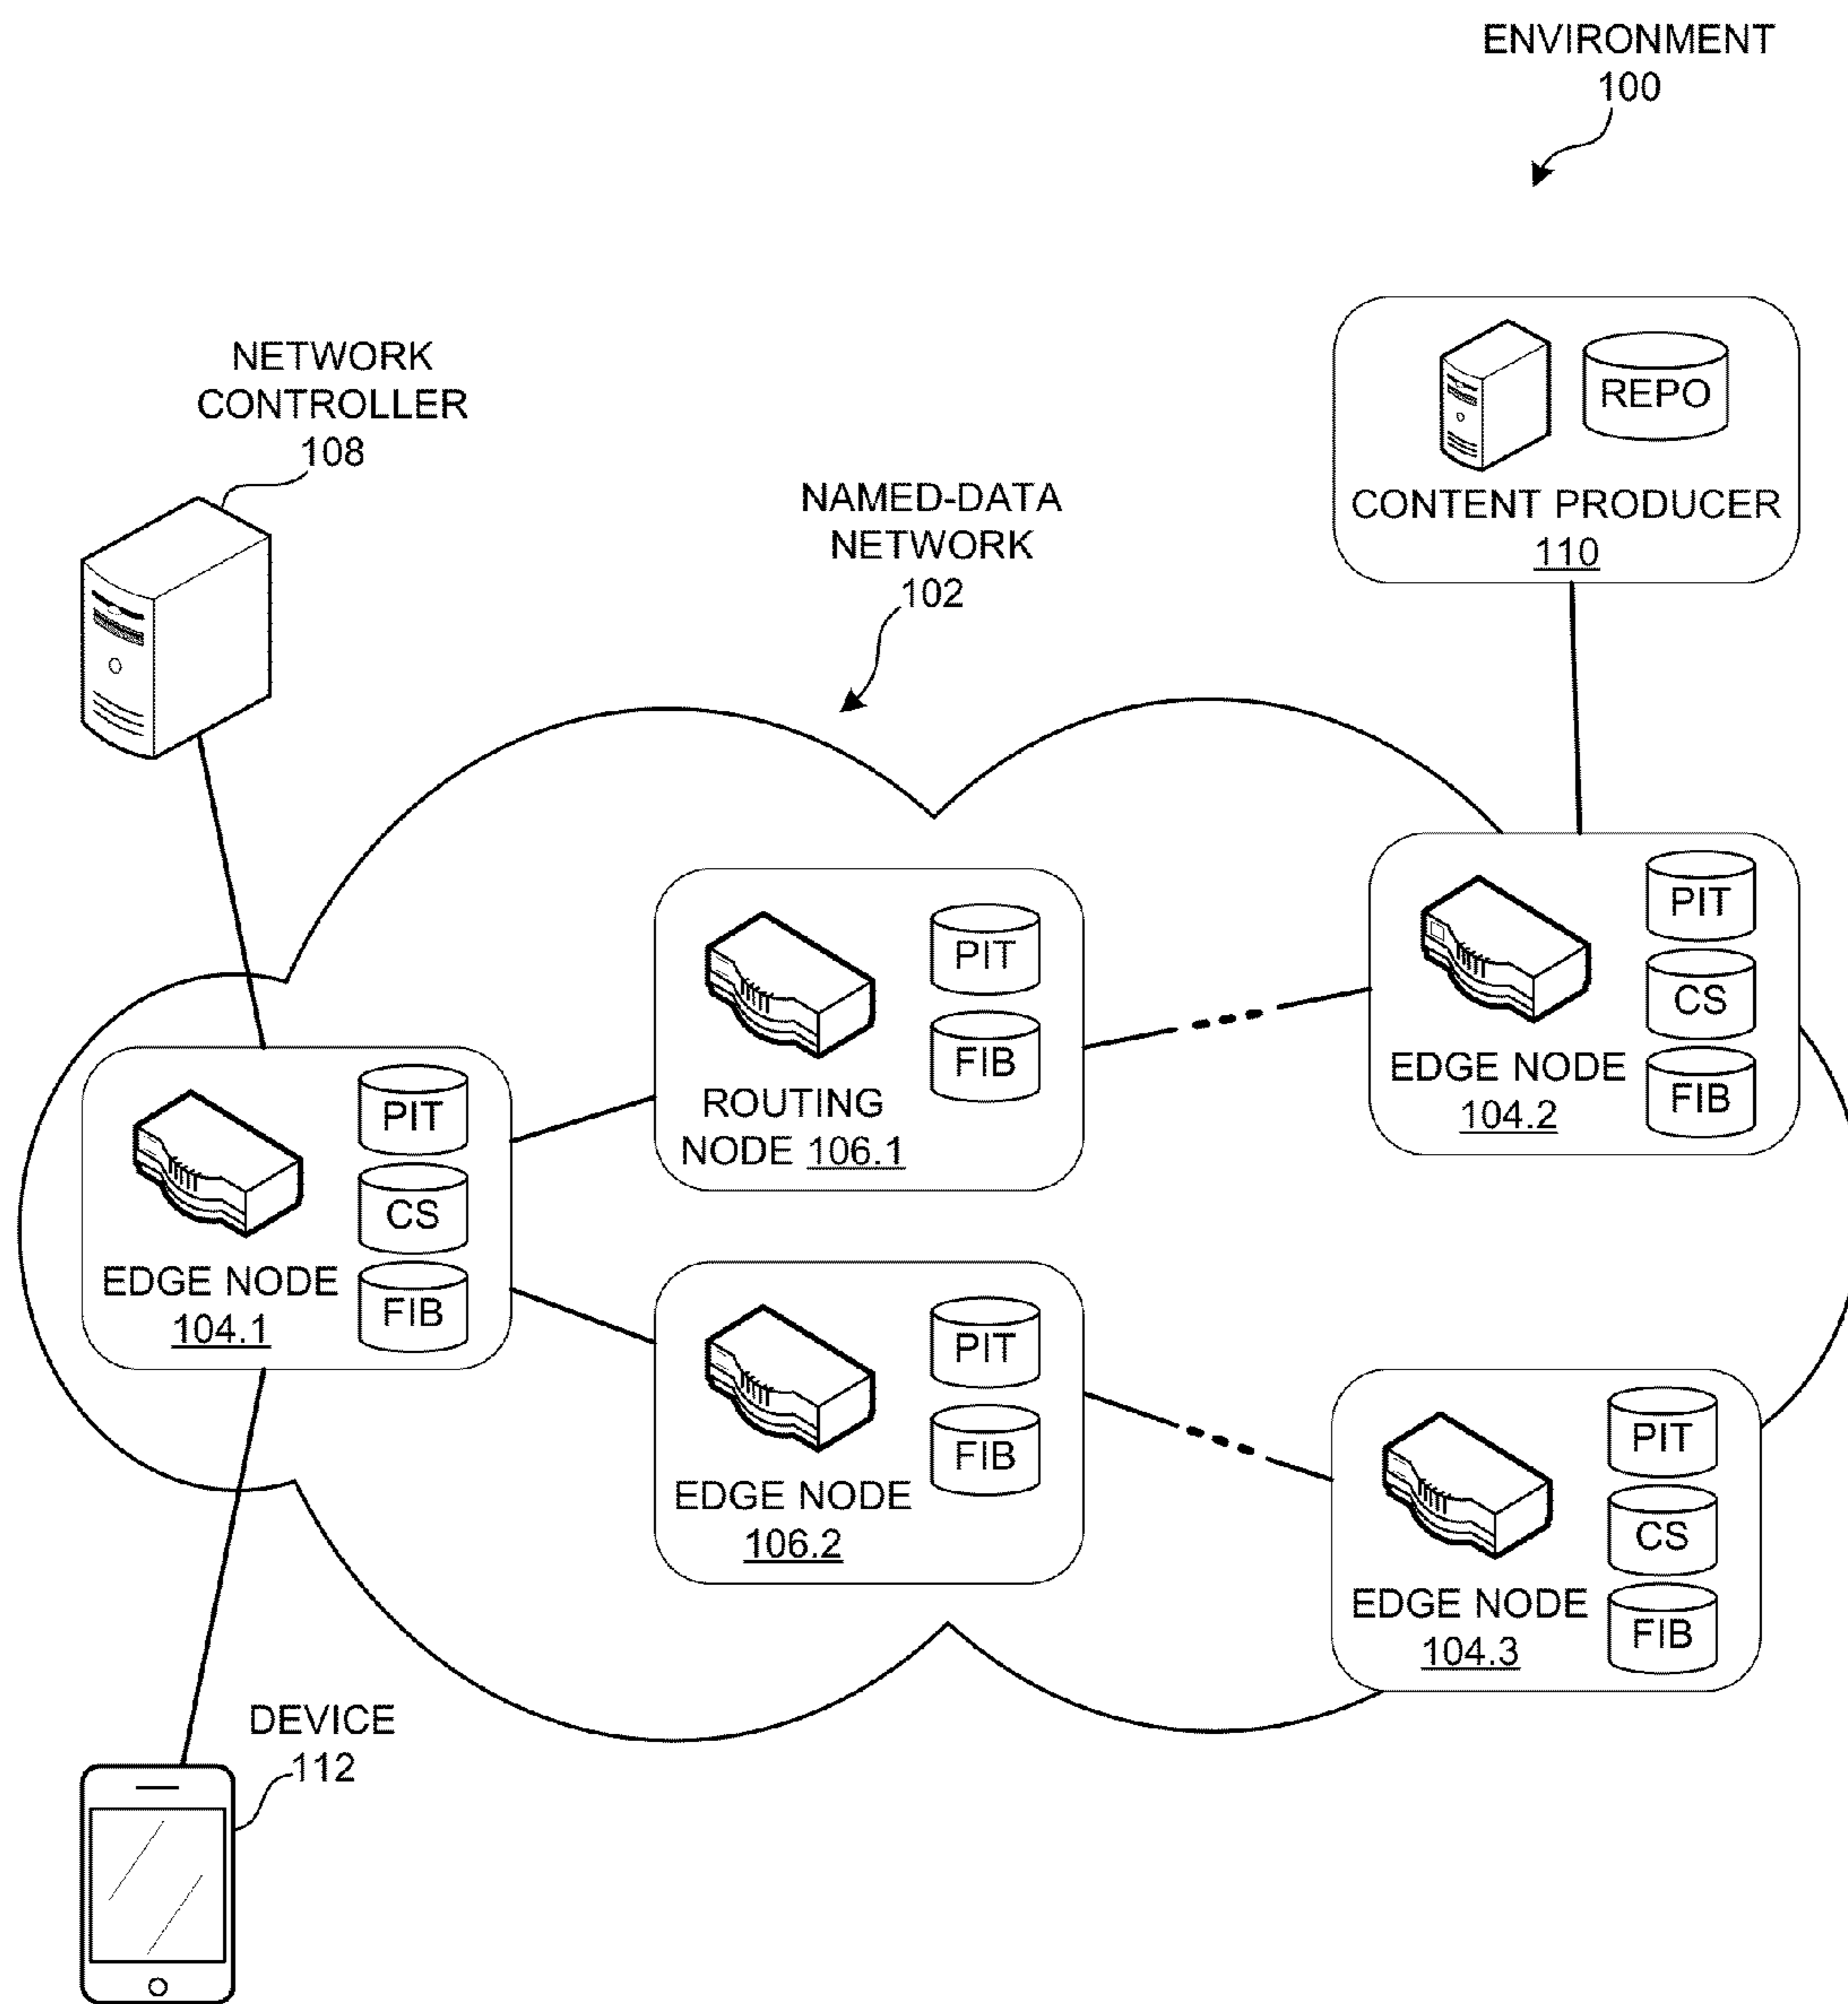 ENVIRONMENT
100
NETWORK
CONTROLLER
108
REPO
CONTENT PRODUCER
110
NAMED-DATA
NETWORK
102
PIT
CS
FIB
EDGE NODE
104.2
PIT
FIB
ROUTING
NODE 106.1
PIT
CS
FIB
EDGE NODE
104.1
PIT
FIB
EDGE NODE
106.2
PIT
CS
FIB
EDGE NODE
104.3
DEVICE
112